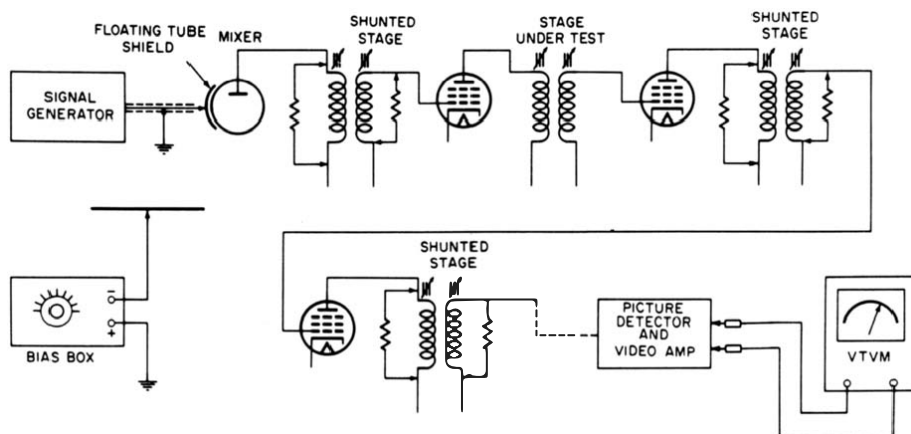 FLOATING TUBE
SHIELD
MIXER
SHUNTED
STAGE
STAGE
UNDER TEST
SHUNTED
STAGE
SIGNAL
GENERATOR
SHUNTED
STAGE
–
+
BIAS BOX
PICTURE
DETECTOR
AND
VIDEO AMP
VTVM